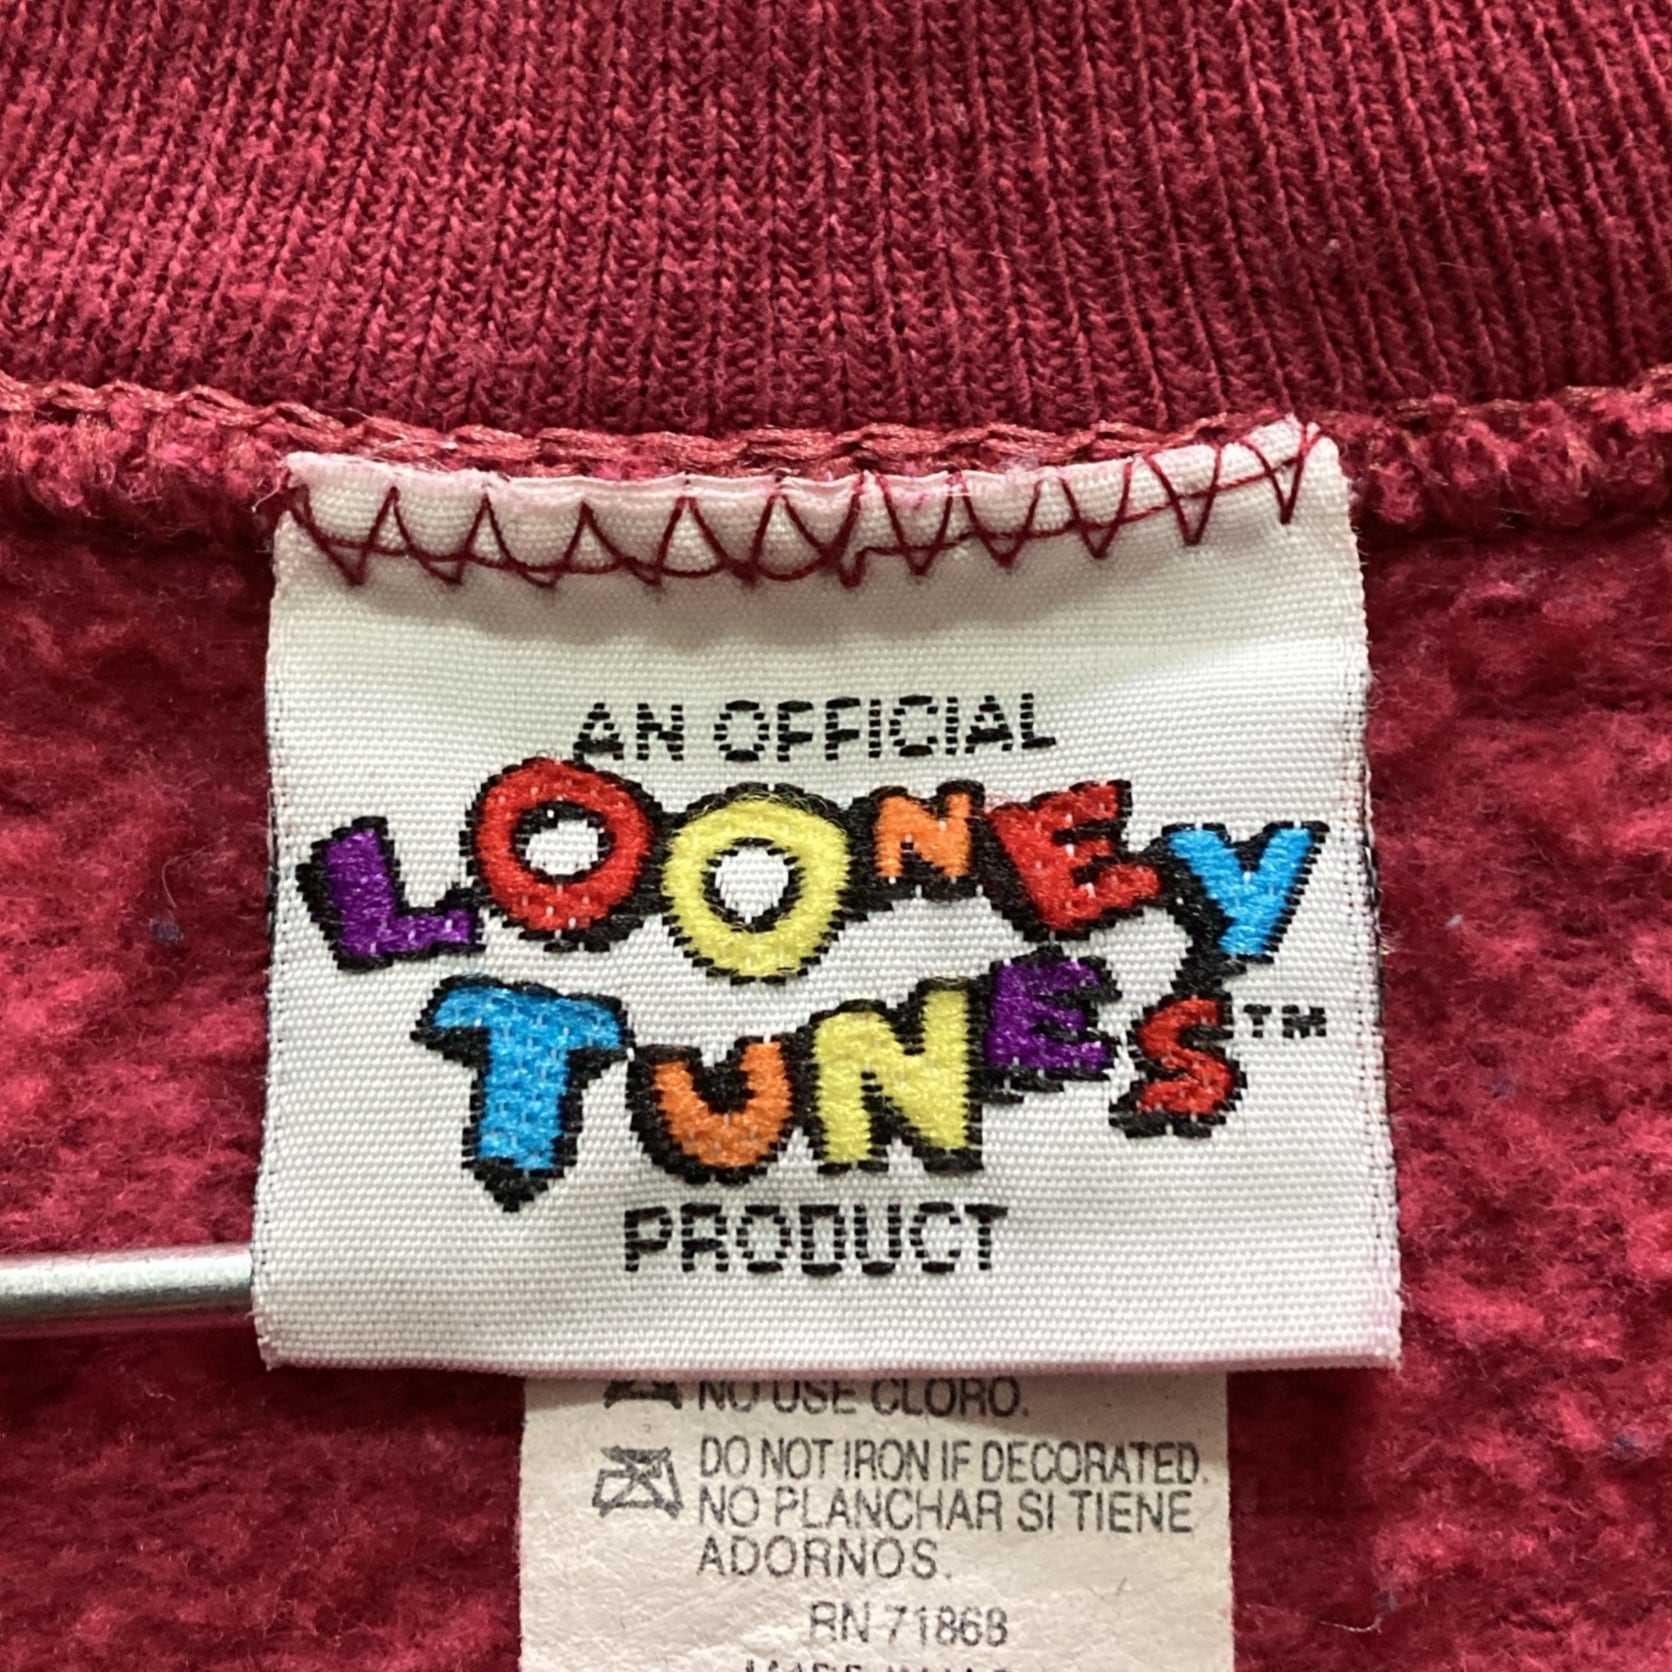 AN OFFICIAL
LOONEY
TUNES™
PRODUCT
NO USE CLORO.
DO NOT IRON IF DECORATED.
NO PLANCHAR SI TIENE
ADORNOS.
RN 71868